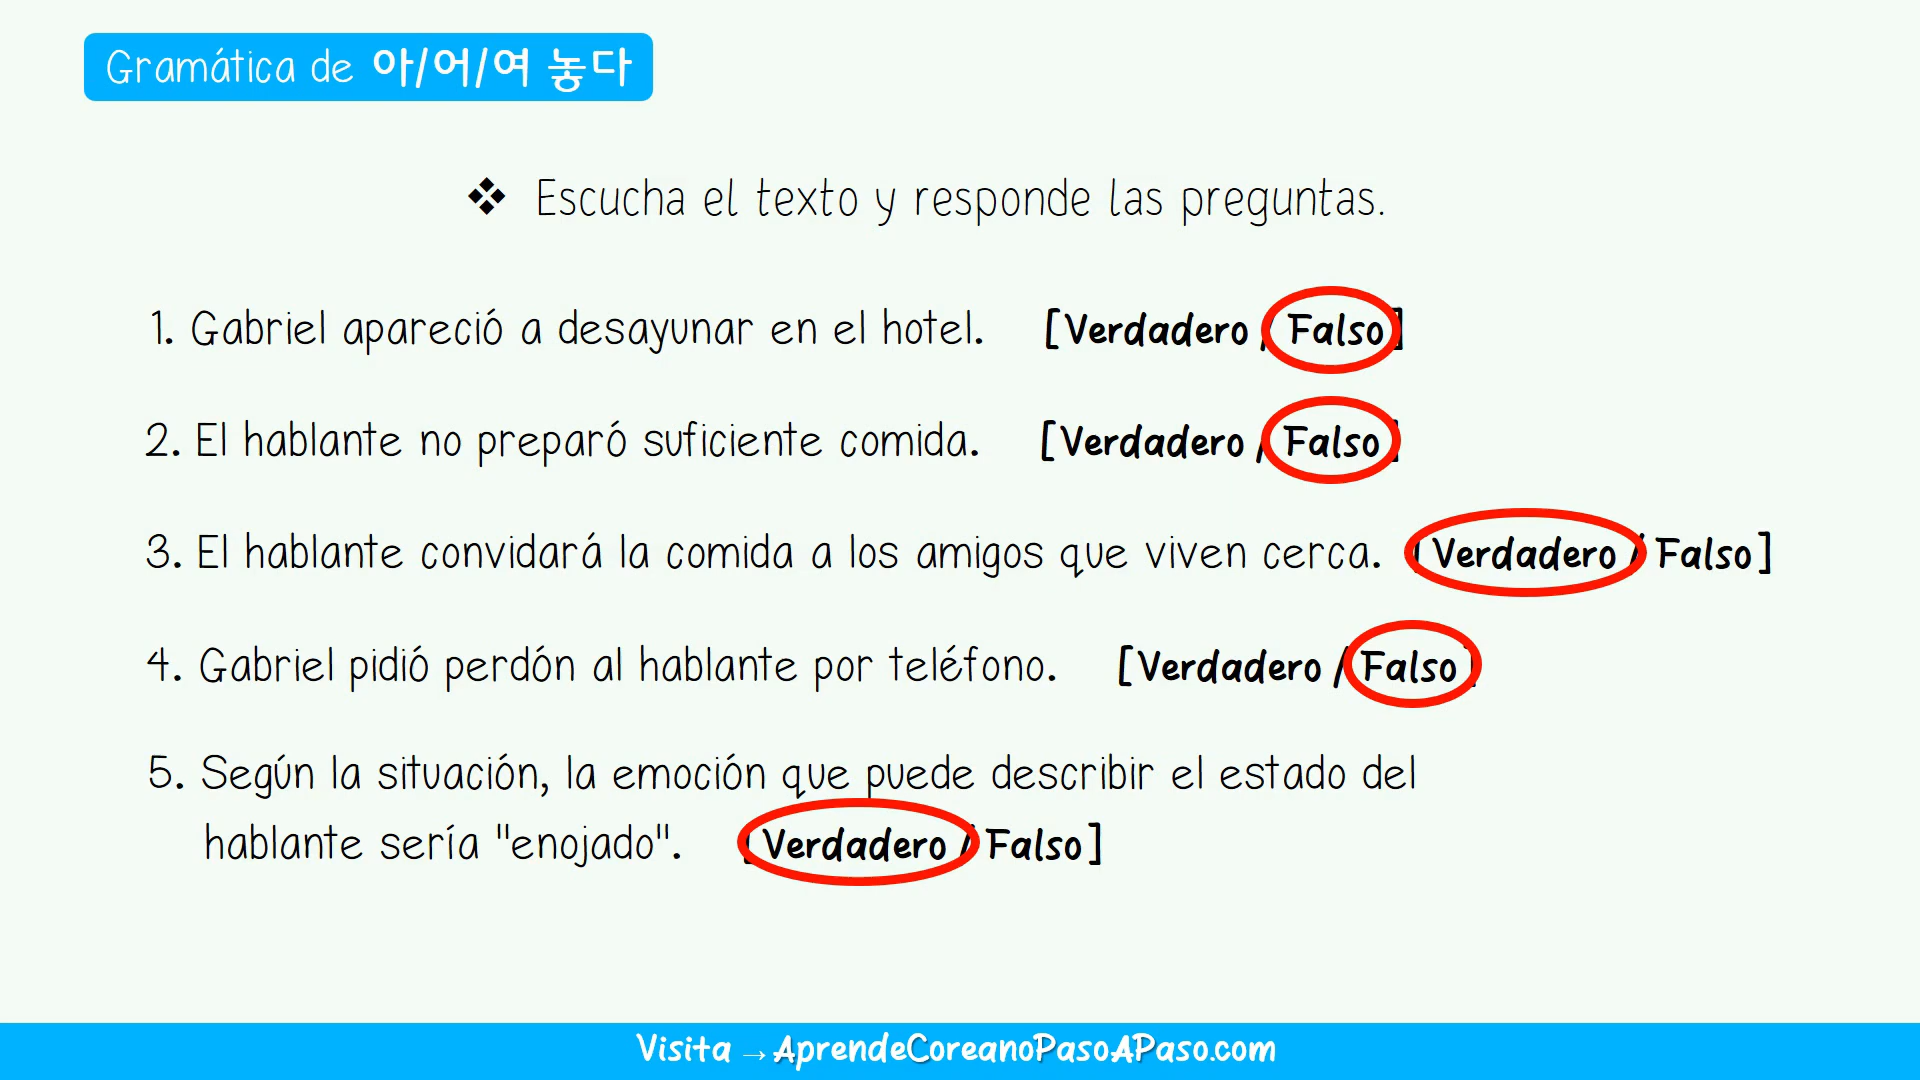 Gramática de 아/어/여 놓다
❖ Escucha el texto y responde las preguntas.
1. Gabriel apareció a desayunar en el hotel. [Verdadero / Falso]
2. El hablante no preparó suficiente comida. [Verdadero / Falso]
3. El hablante convidará la comida a los amigos que viven cerca. [Verdadero / Falso]
4. Gabriel pidió perdón al hablante por teléfono. [Verdadero / Falso]
5. Según la situación, la emoción que puede describir el estado del
hablante sería "enojado". [Verdadero / Falso]
Visita → AprendeCoreanoPasoAPaso.com